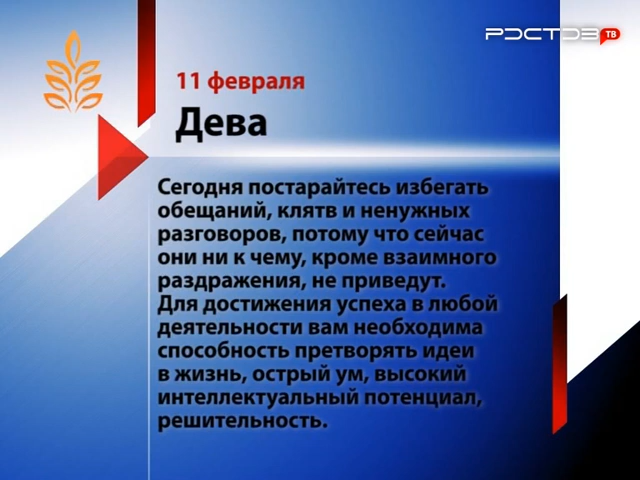 РОСТОВ ТВ
11 февраля
Дева
Сегодня постарайтесь избегать
обещаний, клятв и ненужных
разговоров, потому что сейчас
они ни к чему, кроме взаимного
раздражения, не приведут.
Для достижения успеха в любой
деятельности вам необходима
способность претворять идеи
в жизнь, острый ум, высокий
интеллектуальный потенциал,
решительность.